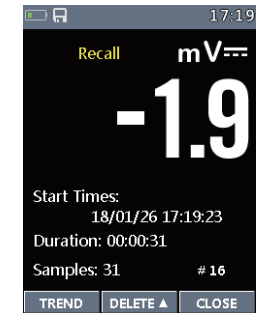 17:19
Recall
mV
-1.9
Start Times:
18/01/26 17:19:23
Duration: 00:00:31
Samples: 31 # 16
TREND DELETE ▲ CLOSE